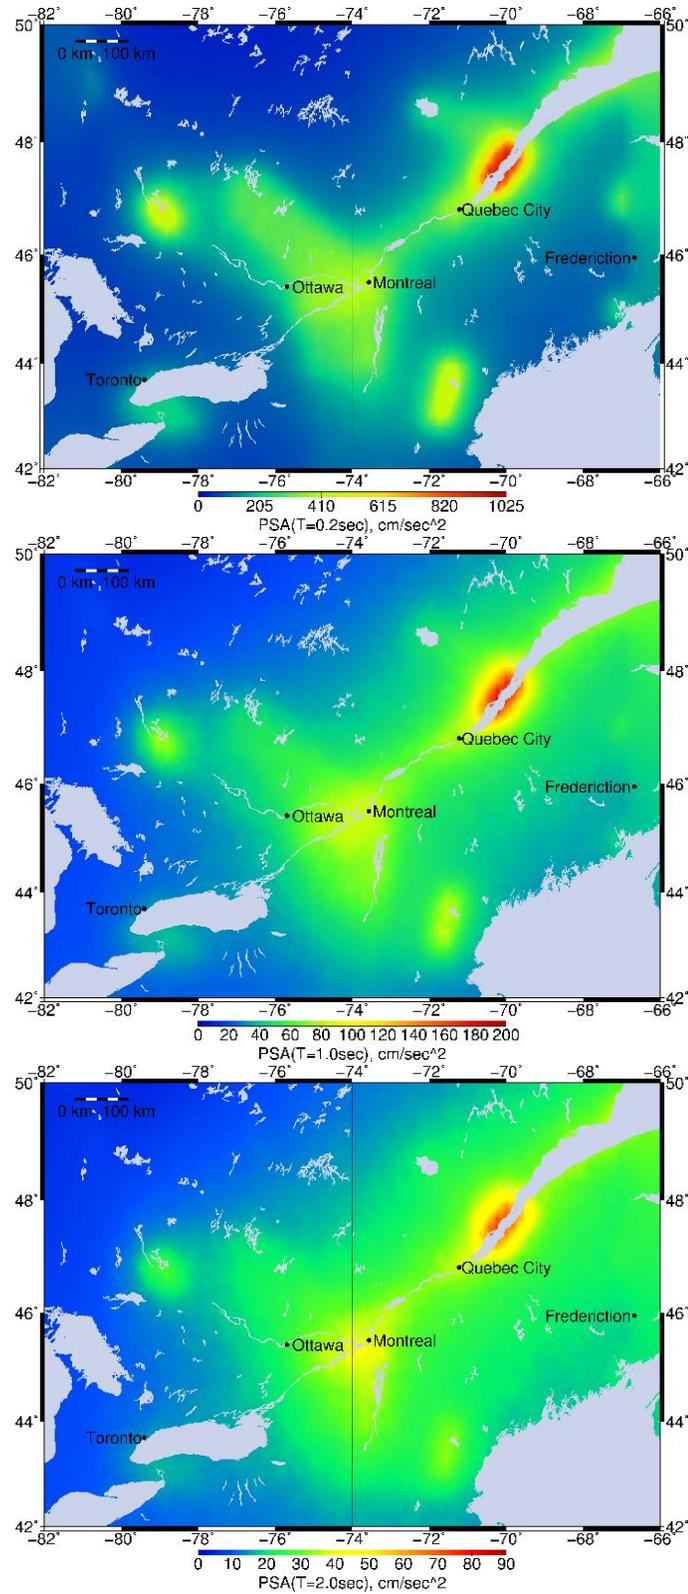 −82° −80° −78° −76° −74° −72° −70° −68° −66°
50° 50°
0 km 100 km
48° 48°
Quebec City
46° 46°
Frederiction
Ottawa Montreal
44° 44°
Toronto
42° 42°
−82° −80° −78° −76° −74° −72° −70° −68° −66°
0 205 410 615 820 1025
PSA(T=0.2sec), cm/sec^2
−82° −80° −78° −76° −74° −72° −70° −68° −66°
50° 50°
0 km 100 km
48° 48°
Quebec City
46° 46°
Frederiction
Ottawa Montreal
44° 44°
Toronto
42° 42°
−82° −80° −78° −76° −74° −72° −70° −68° −66°
0 20 40 60 80 100 120 140 160 180 200
PSA(T=1.0sec), cm/sec^2
−82° −80° −78° −76° −74° −72° −70° −68° −66°
50° 50°
0 km 100 km
48° 48°
Quebec City
46° 46°
Frederiction
Ottawa Montreal
44° 44°
Toronto
42° 42°
−82° −80° −78° −76° −74° −72° −70° −68° −66°
0 10 20 30 40 50 60 70 80 90
PSA(T=2.0sec), cm/sec^2